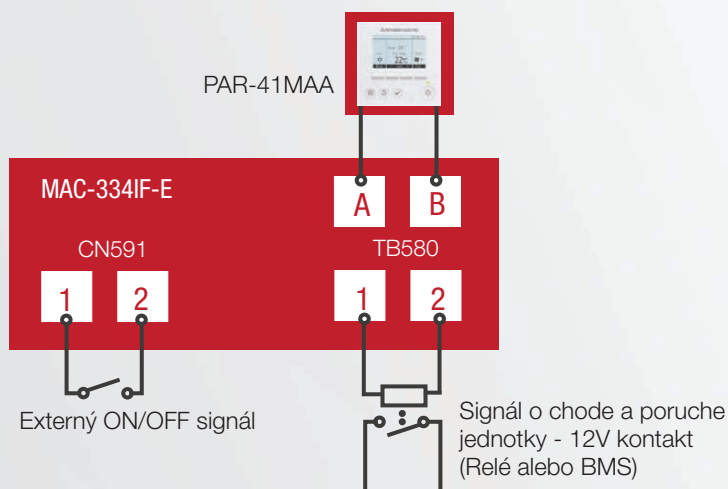 PAR-41MAA
MAC-334IF-E
A B
CN591
TB580
1 2
1 2
Externý ON/OFF signál
Signál o chode a poruche
jednotky - 12V kontakt
(Relé alebo BMS)